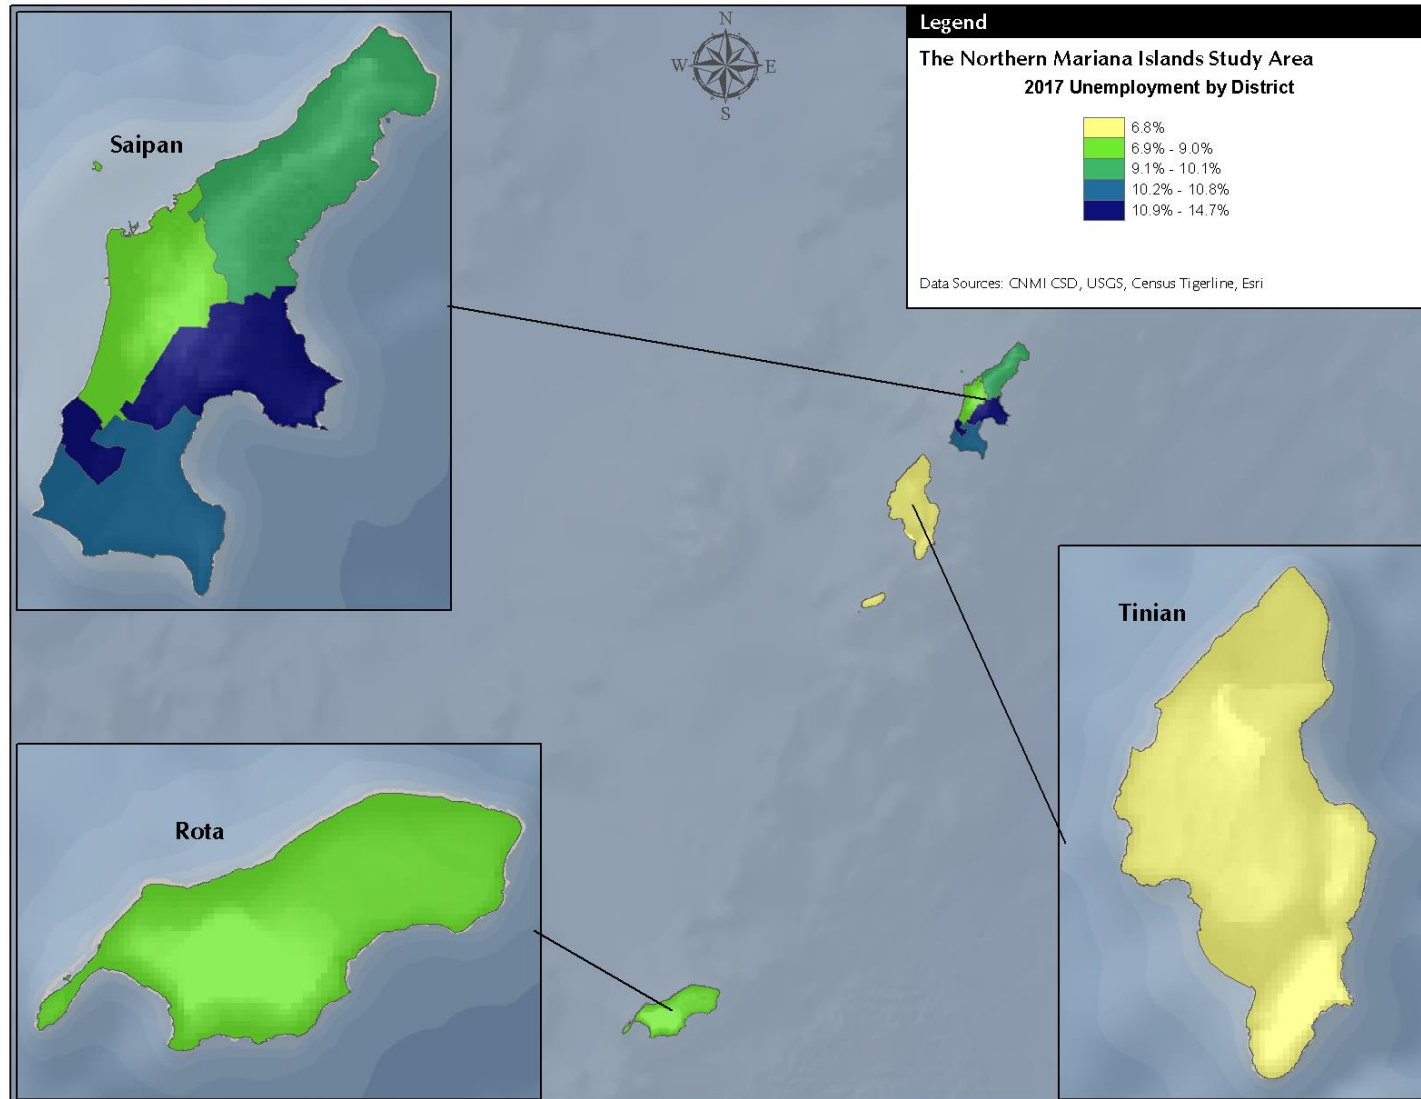 Legend
The Northern Mariana Islands Study Area
2017 Unemployment by District
6.8%
6.9% - 9.0%
9.1% - 10.1%
10.2% - 10.8%
10.9% - 14.7%
Data Sources: CNMI CSD, USGS, Census Tigerline, Esri
N
W E
S
Saipan
Tinian
Rota